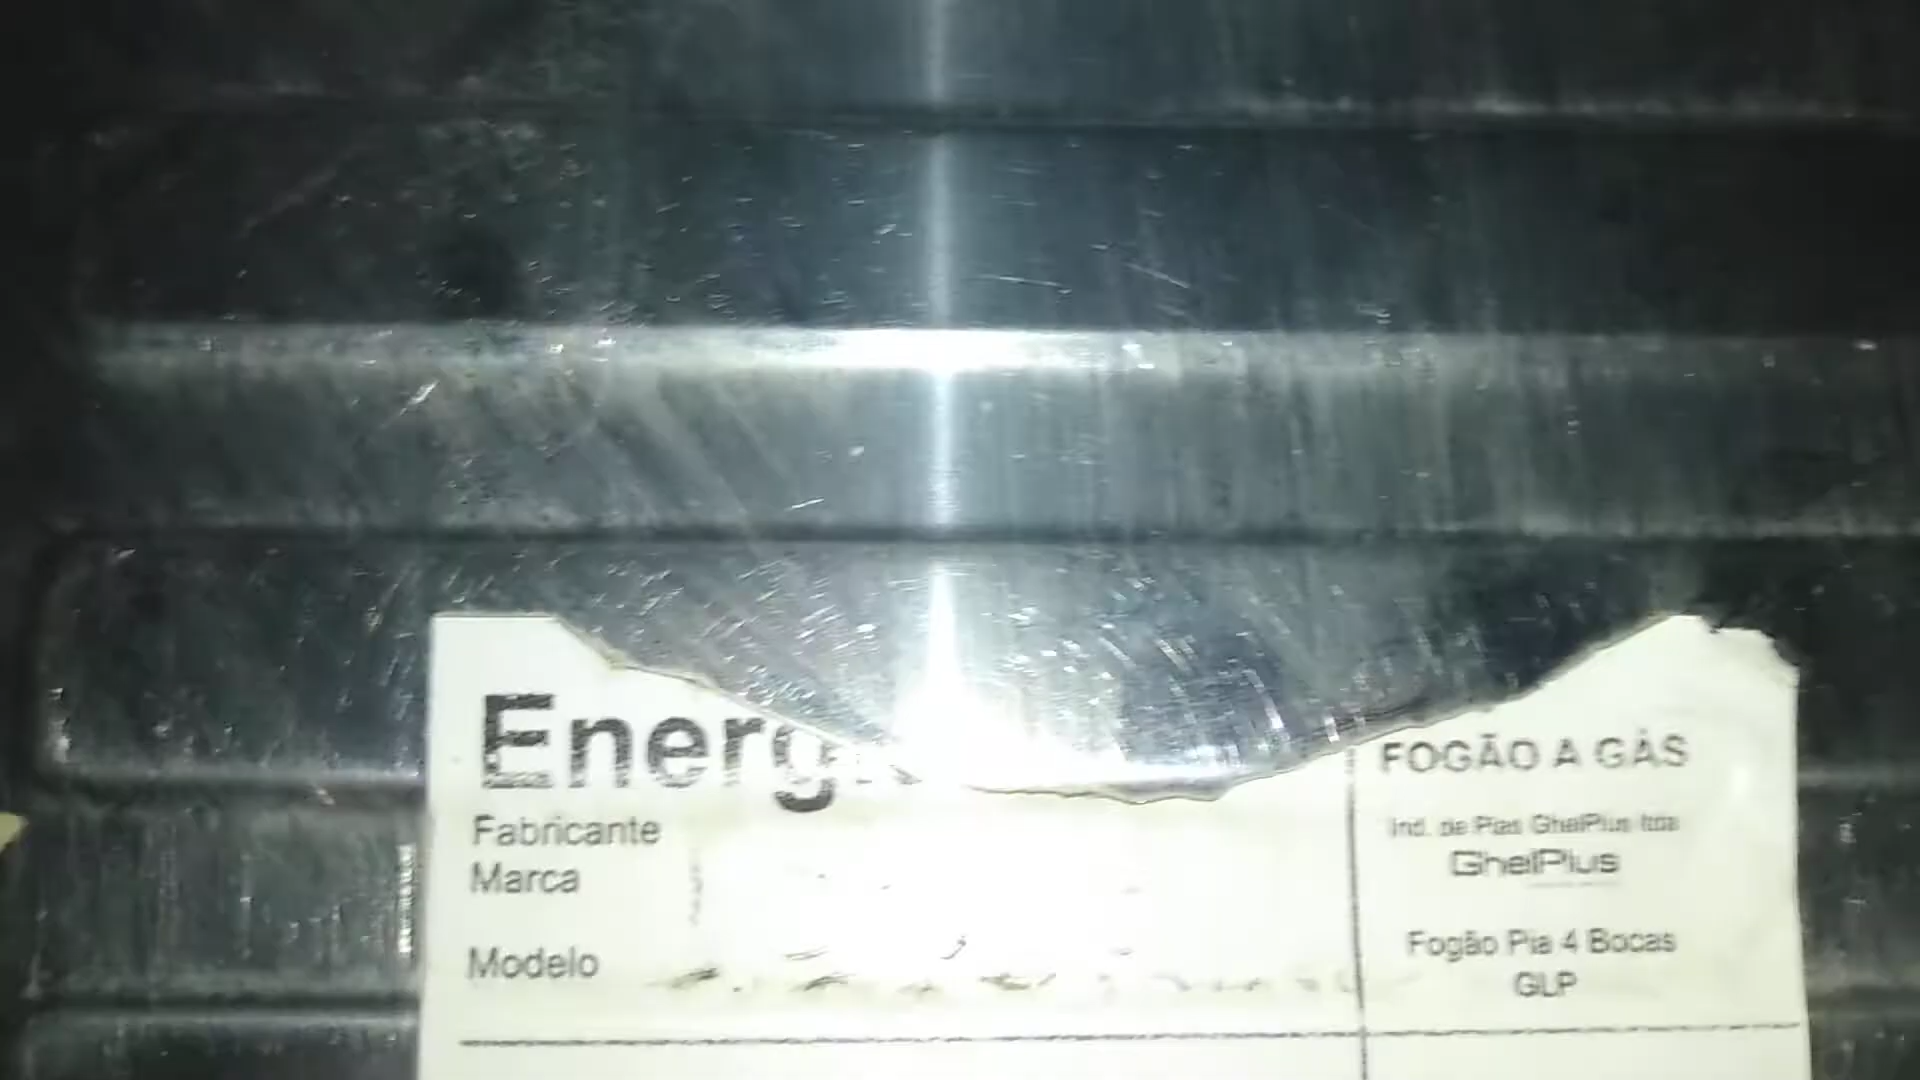 Energ
FOGÃO A GÁS
Fabricante
Ind. de Pias GhelPlus ltda
Marca
GhelPlus
Modelo
Fogão Pia 4 Bocas
GLP